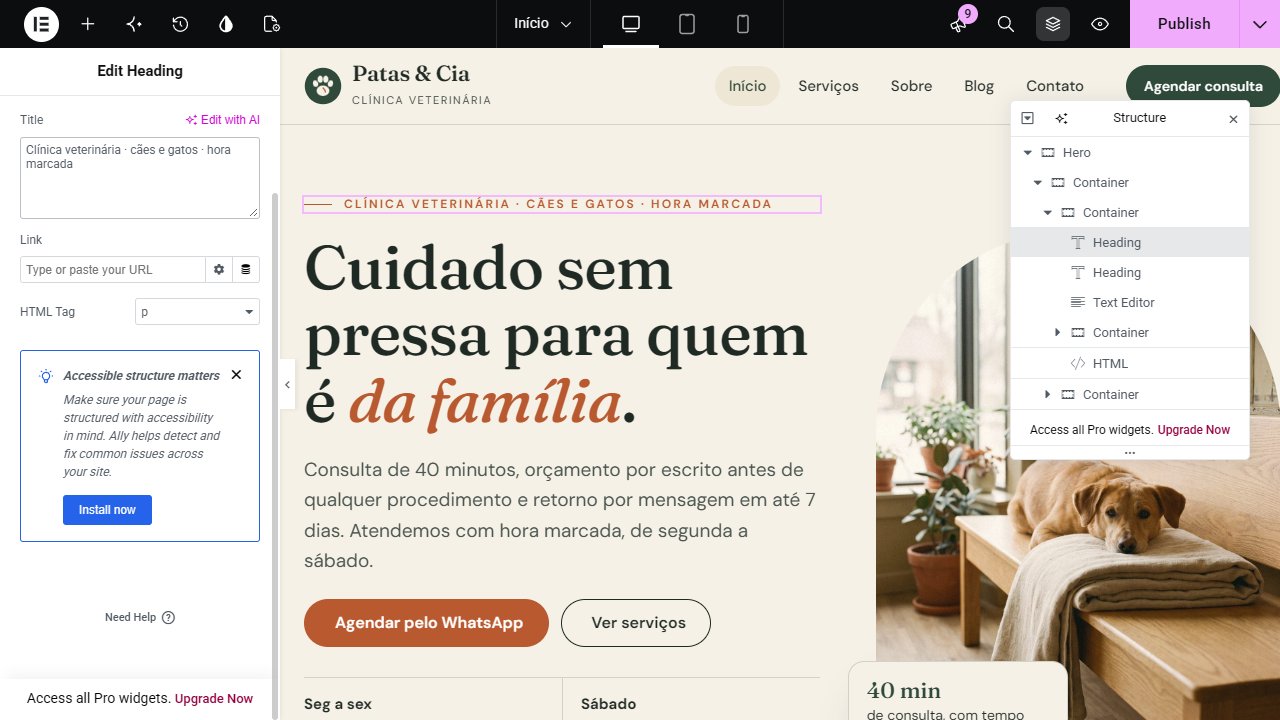 Início
9
Publish
Edit Heading
Title
Edit with AI
Clínica veterinária · cães e gatos · hora
marcada
Link
Type or paste your URL
HTML Tag
p
Accessible structure matters
Make sure your page is
structured with accessibility
in mind. Ally helps detect and
fix common issues across
your site.
Install now
Need Help
Access all Pro widgets. Upgrade Now
Patas & Cia
CLÍNICA VETERINÁRIA
Início
Serviços
Sobre
Blog
Contato
Agendar consulta
CLÍNICA VETERINÁRIA · CÃES E GATOS · HORA MARCADA
Cuidado sem
pressa para quem
é da família.
Consulta de 40 minutos, orçamento por escrito antes de
qualquer procedimento e retorno por mensagem em até 7
dias. Atendemos com hora marcada, de segunda a
sábado.
Agendar pelo WhatsApp
Ver serviços
Seg a sex
Sábado
40 min
de consulta, com tempo
Structure
Hero
Container
Container
Heading
Heading
Text Editor
Container
HTML
Container
Access all Pro widgets. Upgrade Now